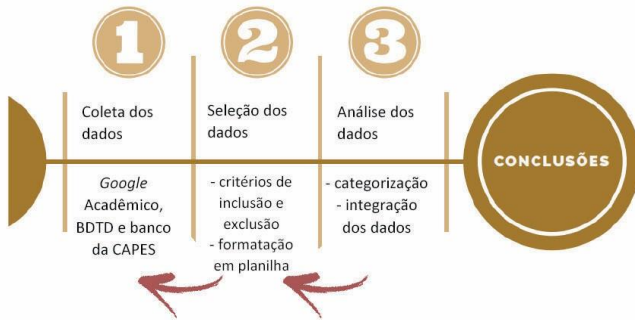 1
Coleta dos
dados
Google
Acadêmico,
BDTD e banco
da CAPES
2
Seleção dos
dados
- critérios de
inclusão e
exclusão
- formatação
em planilha
3
Análise dos
dados
- categorização
- integração
dos dados
CONCLUSÕES